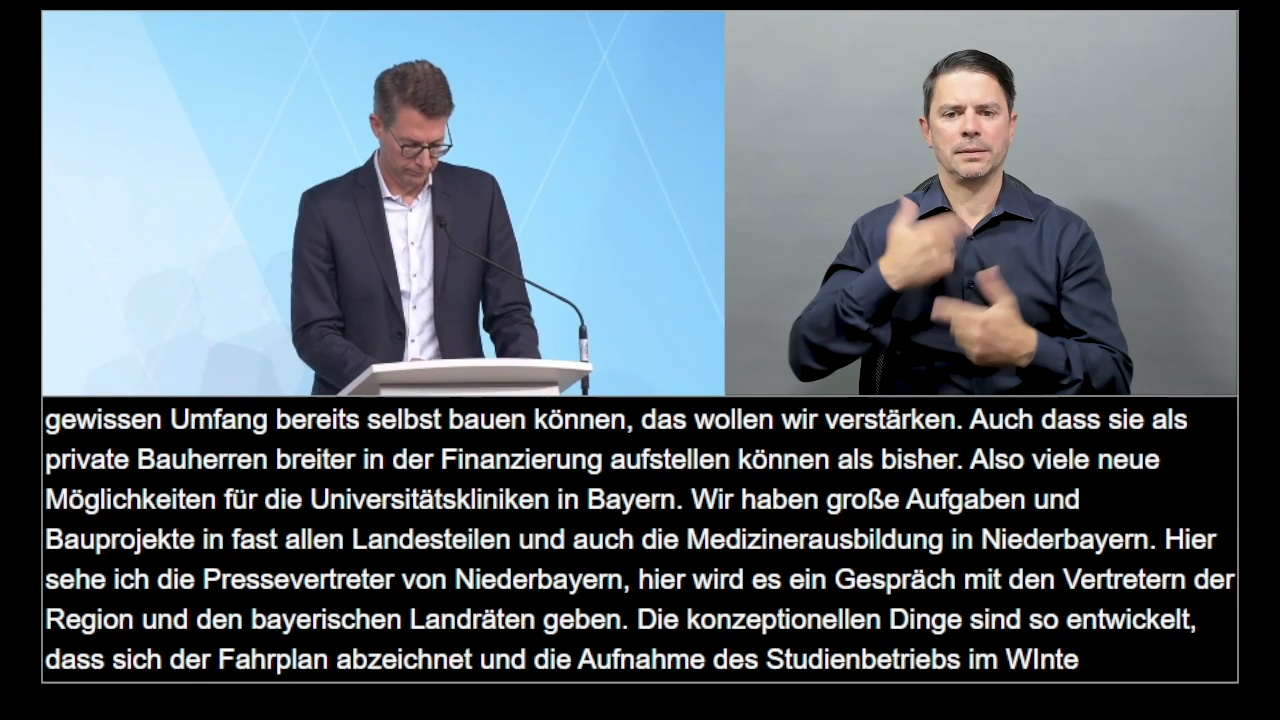 gewissen Umfang bereits selbst bauen können, das wollen wir verstärken. Auch dass sie als
private Bauherren breiter in der Finanzierung aufstellen können als bisher. Also viele neue
Möglichkeiten für die Universitätskliniken in Bayern. Wir haben große Aufgaben und
Bauprojekte in fast allen Landesteilen und auch die Medizinerausbildung in Niederbayern. Hier
sehe ich die Pressevertreter von Niederbayern, hier wird es ein Gespräch mit den Vertretern der
Region und den bayerischen Landräten geben. Die konzeptionellen Dinge sind so entwickelt,
dass sich der Fahrplan abzeichnet und die Aufnahme des Studienbetriebs im WInte